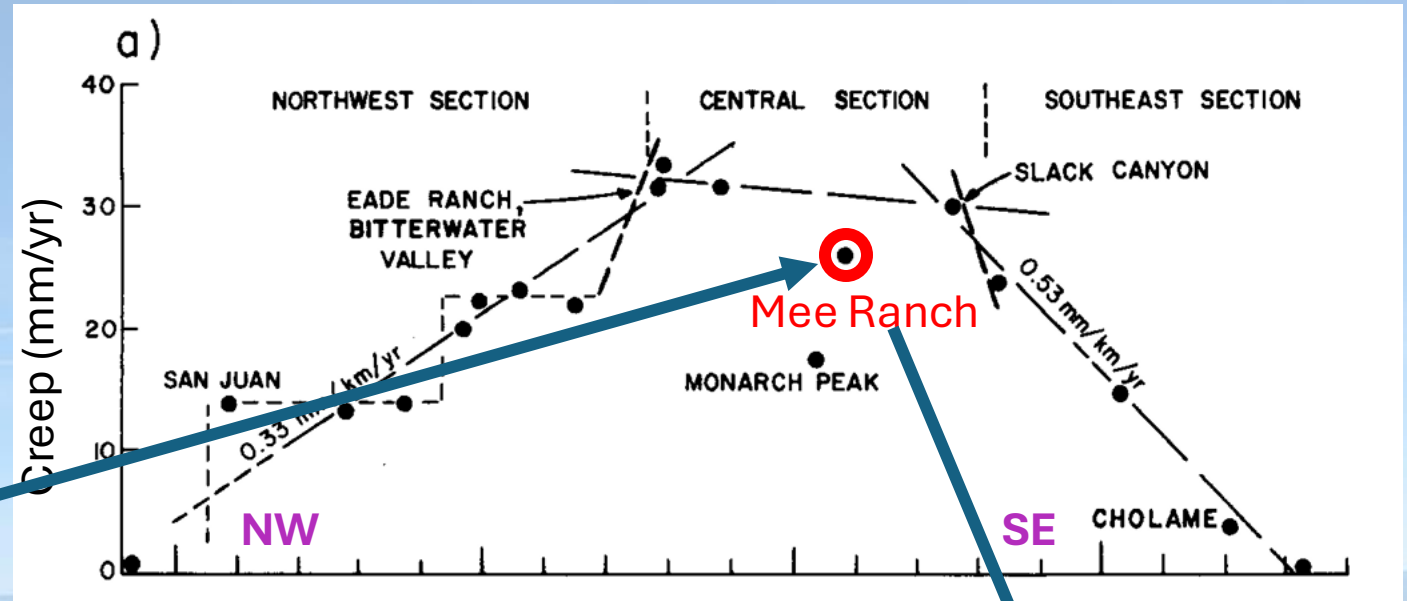 a)
40
NORTHWEST SECTION
CENTRAL SECTION
SOUTHEAST SECTION
SLACK CANYON
EADE RANCH,
BITTERWATER
VALLEY
30
Creep (mm/yr)
Mee Ranch
0.53 mm/km/yr
20
SAN JUAN
MONARCH PEAK
0.33 km/yr
10
NW
SE
CHOLAME
0